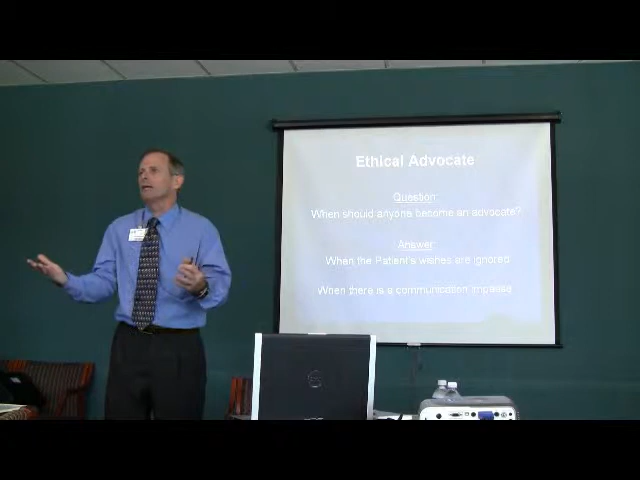 Ethical Advocate
Question:
When should anyone become an advocate?
Answer:
When the Patient's wishes are ignored
When there is a communication impasse
DELL